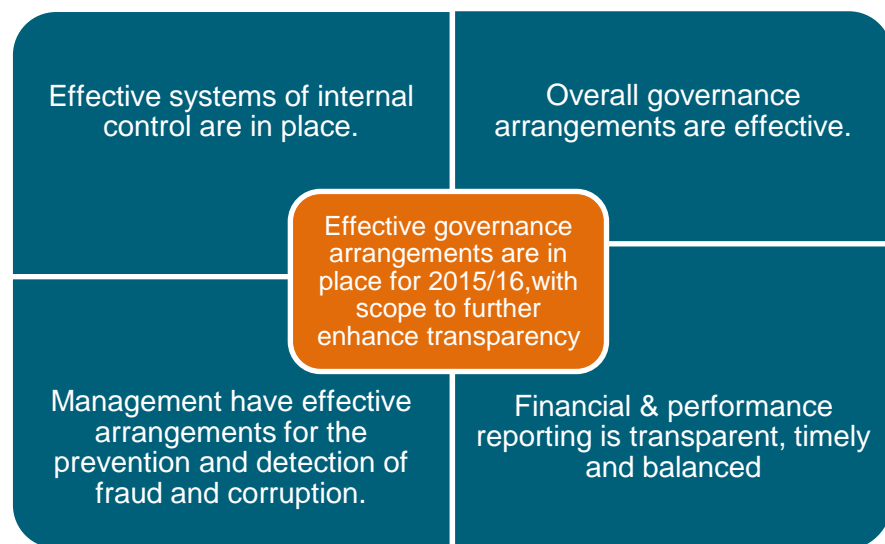 Effective systems of internal
control are in place.
Overall governance
arrangements are effective.
Effective governance
arrangements are in
place for 2015/16,with
scope to further
enhance transparency
Management have effective
arrangements for the
prevention and detection of
fraud and corruption.
Financial & performance
reporting is transparent, timely
and balanced